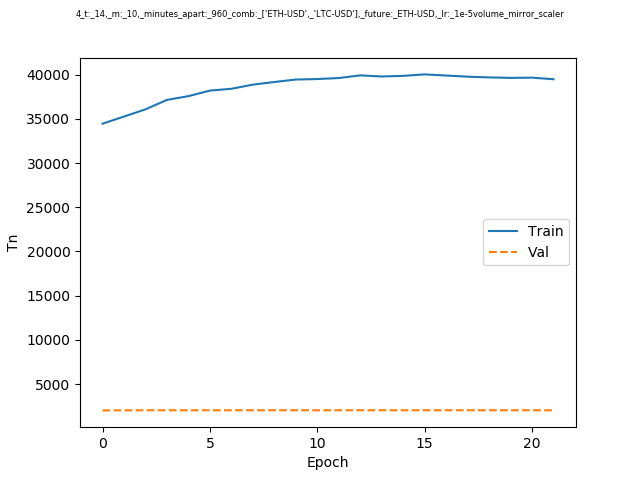 4_t:_14,_m:_10,_minutes_apart:_960_comb:_['ETH-USD',_'LTC-USD'],_future:_ETH-USD,_lr:_1e-5volume_mirror_scaler
40000
35000
30000
25000
20000
15000
10000
5000
Tn
Train
Val
0 5 10 15 20
Epoch